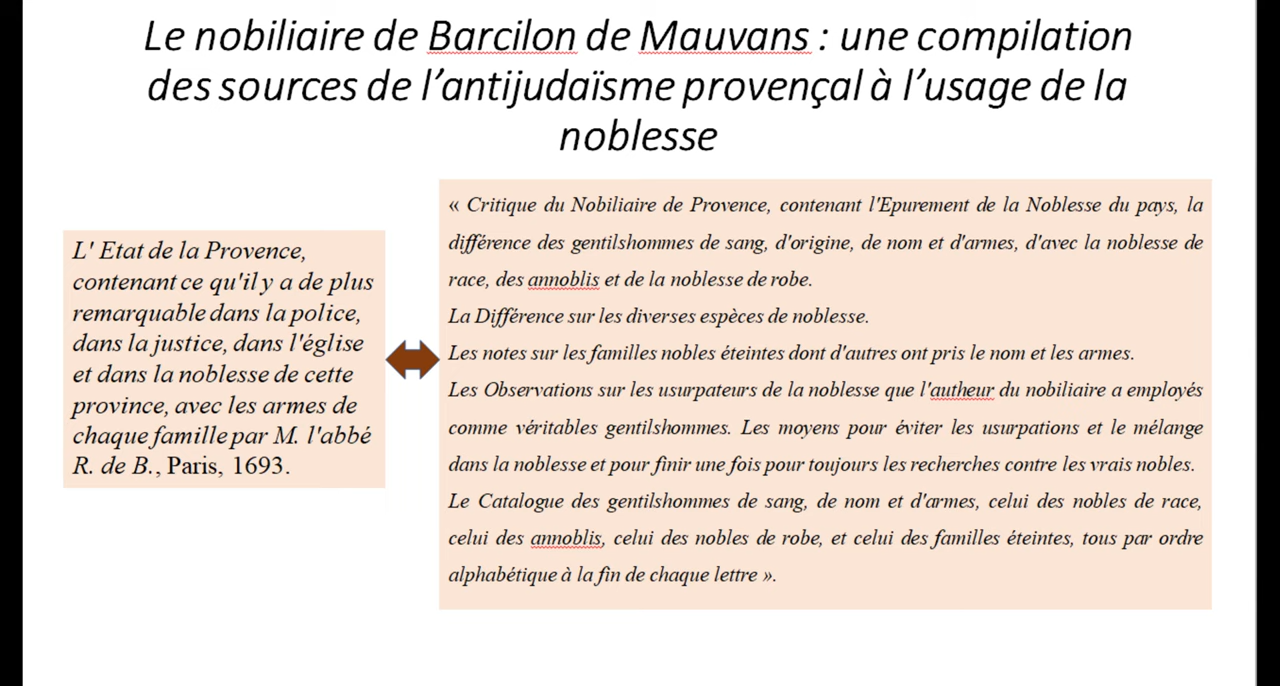 Le nobiliaire de Barcilon de Mauvans : une compilation
des sources de l’antijudaïsme provençal à l’usage de la
noblesse
L' Etat de la Provence,
contenant ce qu'il y a de plus
remarquable dans la police,
dans la justice, dans l'église
et dans la noblesse de cette
province, avec les armes de
chaque famille par M. l'abbé
R. de B., Paris, 1693.
« Critique du Nobiliaire de Provence, contenant l'Epurement de la Noblesse du pays, la
différence des gentilshommes de sang, d'origine, de nom et d'armes, d'avec la noblesse de
race, des annoblis et de la noblesse de robe.
La Différence sur les diverses espèces de noblesse.
Les notes sur les familles nobles éteintes dont d'autres ont pris le nom et les armes.
Les Observations sur les usurpateurs de la noblesse que l'autheur du nobiliaire a employés
comme véritables gentilshommes. Les moyens pour éviter les usurpations et le mélange
dans la noblesse et pour finir une fois pour toujours les recherches contre les vrais nobles.
Le Catalogue des gentilshommes de sang, de nom et d'armes, celui des nobles de race,
celui des annoblis, celui des nobles de robe, et celui des familles éteintes, tous par ordre
alphabétique à la fin de chaque lettre ».